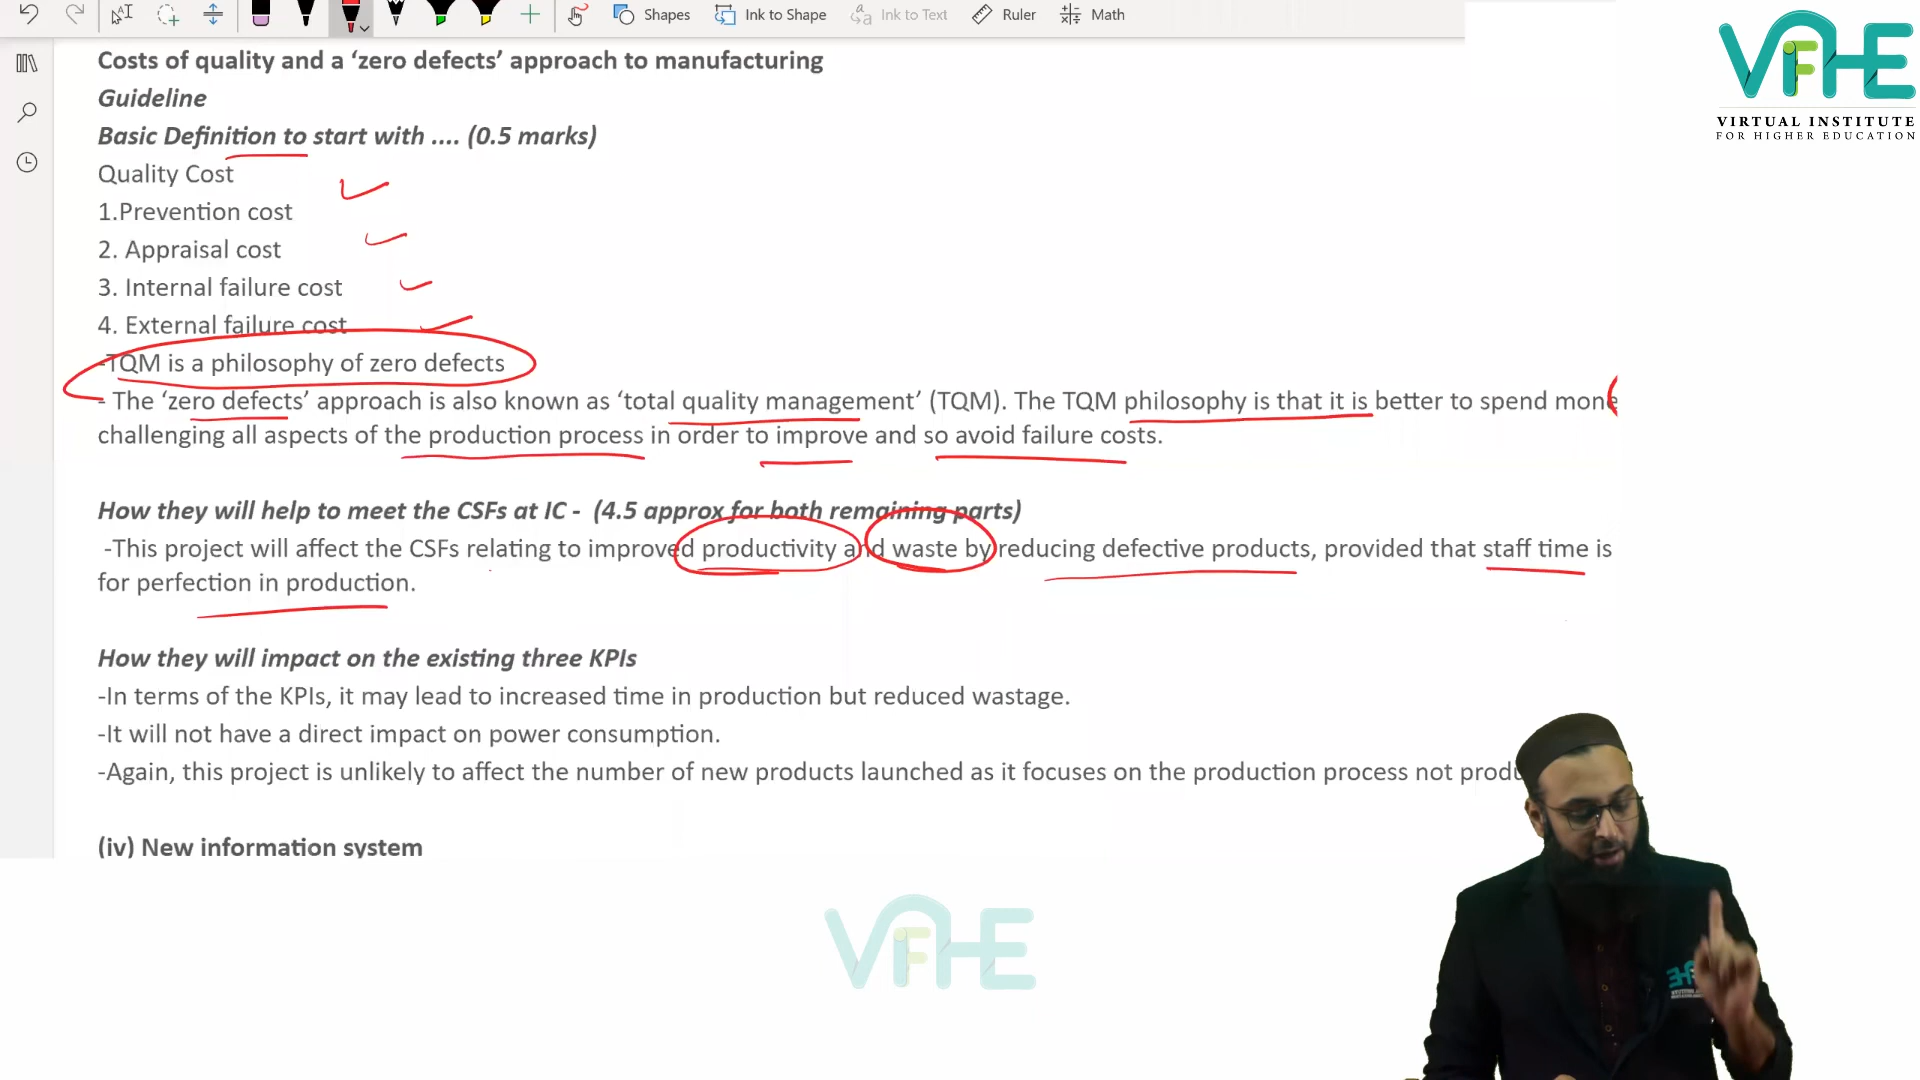 Shapes
Ink to Shape
Ink to Text
Ruler
Math
VFHE
VIRTUAL INSTITUTE
FOR HIGHER EDUCATION
Costs of quality and a ‘zero defects’ approach to manufacturing
Guideline
Basic Definition to start with .... (0.5 marks)
Quality Cost
1.Prevention cost
2. Appraisal cost
3. Internal failure cost
4. External failure cost
-TQM is a philosophy of zero defects
- The ‘zero defects’ approach is also known as ‘total quality management’ (TQM). The TQM philosophy is that it is better to spend
challenging all aspects of the production process in order to improve and so avoid failure costs.
How they will help to meet the CSFs at IC - (4.5 approx for both remaining parts)
-This project will affect the CSFs relating to improved productivity and waste by reducing defective products, provided that staff time is
for perfection in production.
How they will impact on the existing three KPIs
-In terms of the KPIs, it may lead to increased time in production but reduced wastage.
-It will not have a direct impact on power consumption.
-Again, this project is unlikely to affect the number of new products launched as it focuses on the production process not
(iv) New information system
VFHE